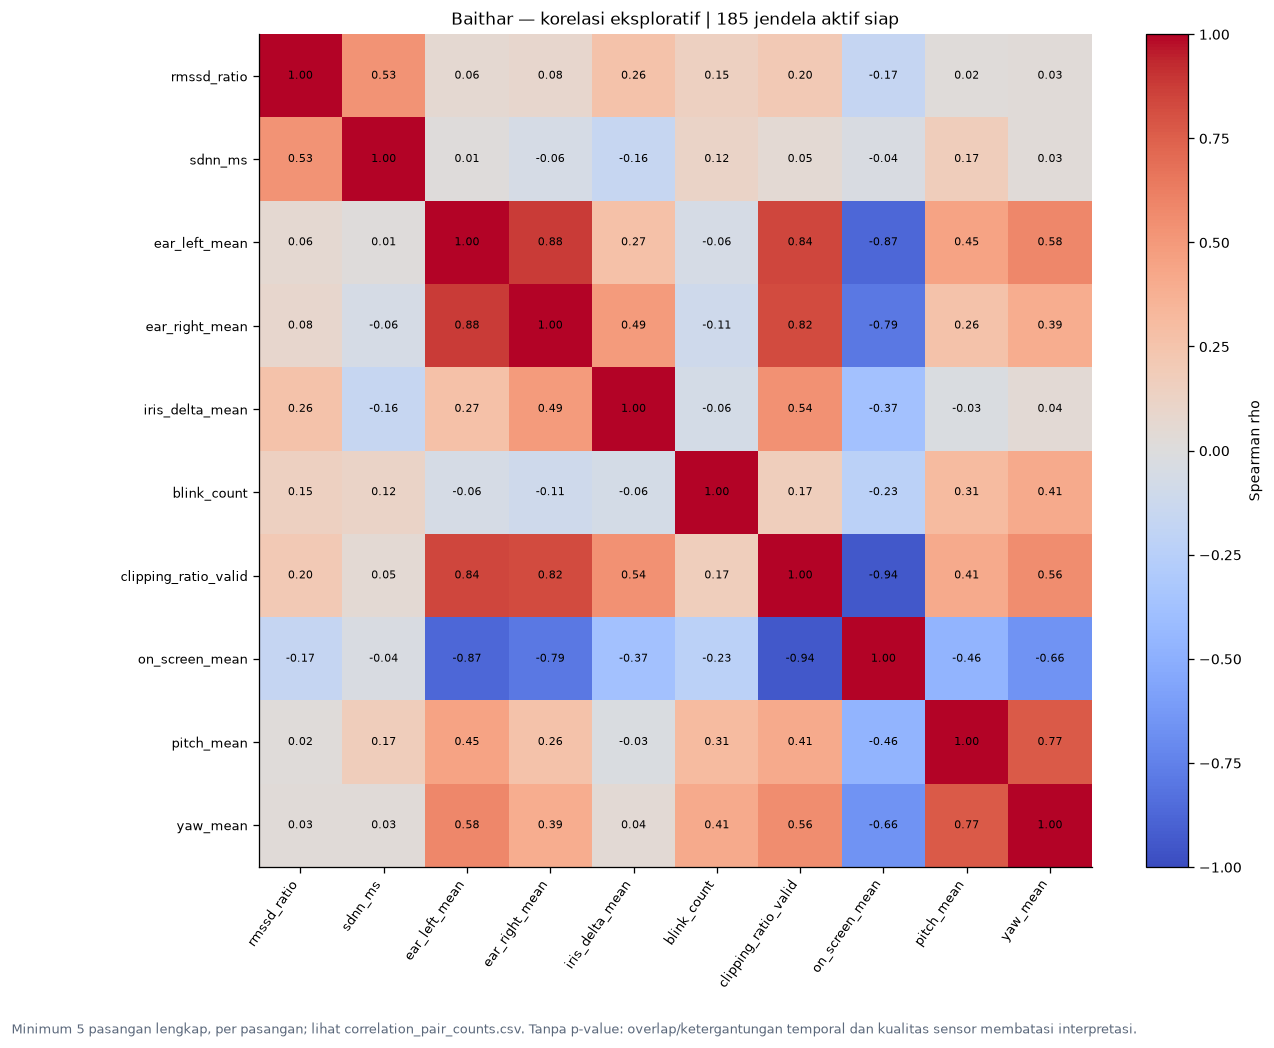 Baithar — korelasi eksploratif | 185 jendela aktif siap
rmssd_ratio 1.00 0.53 0.06 0.08 0.26 0.15 0.20 -0.17 0.02 0.03
sdnn_ms 0.53 1.00 0.01 -0.06 -0.16 0.12 0.05 -0.04 0.17 0.03
ear_left_mean 0.06 0.01 1.00 0.88 0.27 -0.06 0.84 -0.87 0.45 0.58
ear_right_mean 0.08 -0.06 0.88 1.00 0.49 -0.11 0.82 -0.79 0.26 0.39
iris_delta_mean 0.26 -0.16 0.27 0.49 1.00 -0.06 0.54 -0.37 -0.03 0.04
blink_count 0.15 0.12 -0.06 -0.11 -0.06 1.00 0.17 -0.23 0.31 0.41
clipping_ratio_valid 0.20 0.05 0.84 0.82 0.54 0.17 1.00 -0.94 0.41 0.56
on_screen_mean -0.17 -0.04 -0.87 -0.79 -0.37 -0.23 -0.94 1.00 -0.46 -0.66
pitch_mean 0.02 0.17 0.45 0.26 -0.03 0.31 0.41 -0.46 1.00 0.77
yaw_mean 0.03 0.03 0.58 0.39 0.04 0.41 0.56 -0.66 0.77 1.00
rmssd_ratio sdnn_ms ear_left_mean ear_right_mean iris_delta_mean blink_count clipping_ratio_valid on_screen_mean pitch_mean yaw_mean
1.00
0.75
0.50
0.25
0.00
−0.25
−0.50
−0.75
−1.00
Spearman rho
Minimum 5 pasangan lengkap, per pasangan; lihat correlation_pair_counts.csv. Tanpa p-value: overlap/ketergantungan temporal dan kualitas sensor membatasi interpretasi.